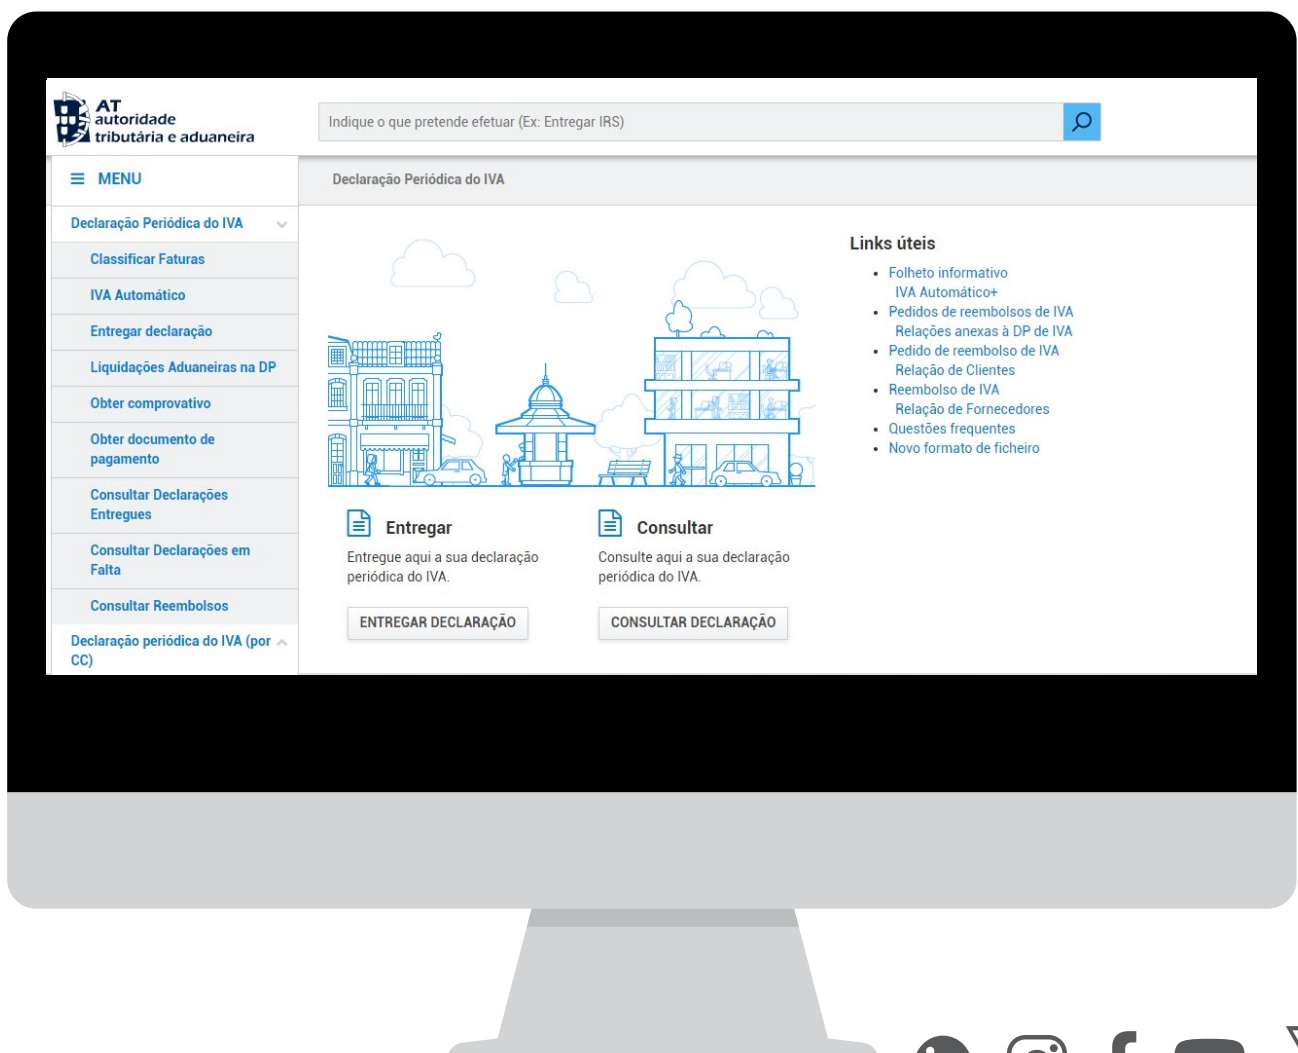 AT
autoridade
tributária e aduaneira
Indique o que pretende efetuar (Ex: Entregar IRS)
MENU
Declaração Periódica do IVA
Declaração Periódica do IVA
Classificar Faturas
IVA Automático
Entregar declaração
Liquidações Aduaneiras na DP
Obter comprovativo
Obter documento de
pagamento
Consultar Declarações
Entregues
Consultar Declarações em
Falta
Consultar Reembolsos
Declaração periódica do IVA (por
CC)
Entregar
Entregue aqui a sua declaração
periódica do IVA.
ENTREGAR DECLARAÇÃO
Consultar
Consulte aqui a sua declaração
periódica do IVA.
CONSULTAR DECLARAÇÃO
Links úteis
Folheto informativo
IVA Automático+
Pedidos de reembolsos de IVA
Relações anexas à DP de IVA
Pedido de reembolso de IVA
Relação de Clientes
Reembolso de IVA
Relação de Fornecedores
Questões frequentes
Novo formato de ficheiro